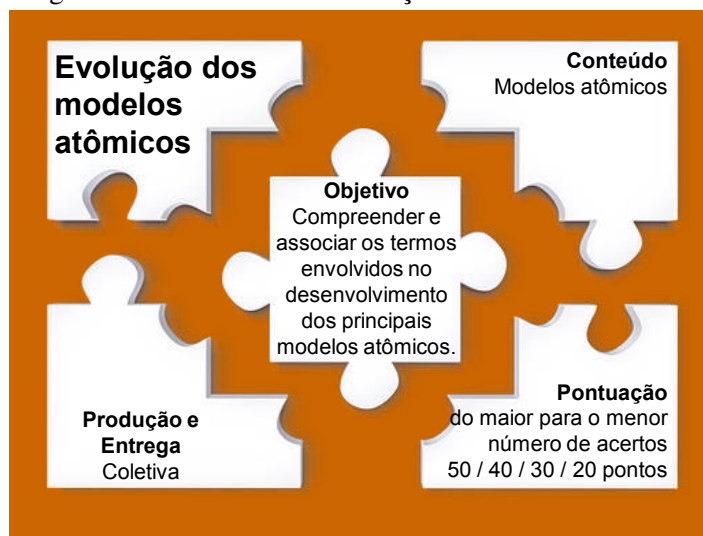 Evolução dos
modelos
atômicos
Conteúdo
Modelos atômicos
Objetivo
Compreender e
associar os termos
envolvidos no
desenvolvimento
dos principais
modelos atômicos.
Produção e
Entrega
Coletiva
Pontuação
do maior para o menor
número de acertos
50 / 40 / 30 / 20 pontos